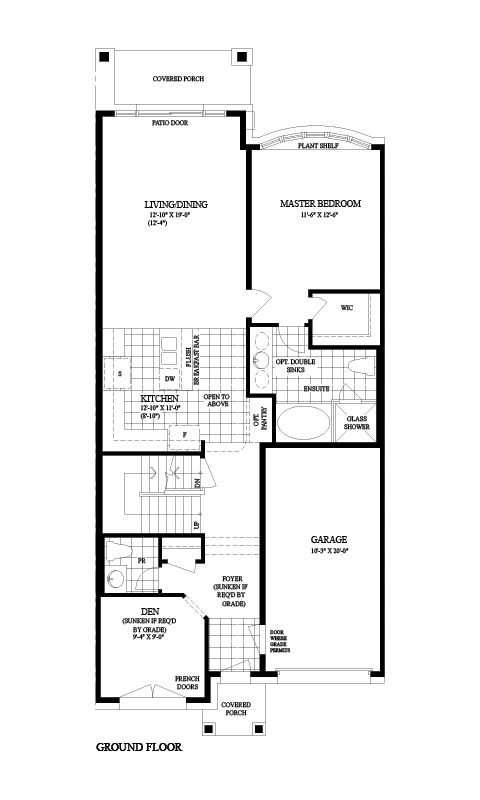 COVERED PORCH
PATIO DOOR
PLANT SHELF
LIVING/DINING
12'-10" X 19'-0"
(12'-4")
MASTER BEDROOM
11'-6" X 12'-6"
WIC
FLUSH
BREAKFAST BAR
OPT. DOUBLE
SINKS
S
DW
ENSUITE
KITCHEN
12'-10" X 11'-0"
(8'-10")
OPEN TO
ABOVE
OPT.
PANTRY
GLASS
SHOWER
F
DN
UP
GARAGE
10'-3" X 20'-0"
PR
FOYER
(SUNKEN IF
REQ'D BY
GRADE)
DEN
(SUNKEN IF REQ'D
BY GRADE)
9'-4" X 9'-0"
DOOR
WHERE
GRADE
PERMITS
FRENCH
DOORS
COVERED
PORCH
GROUND FLOOR